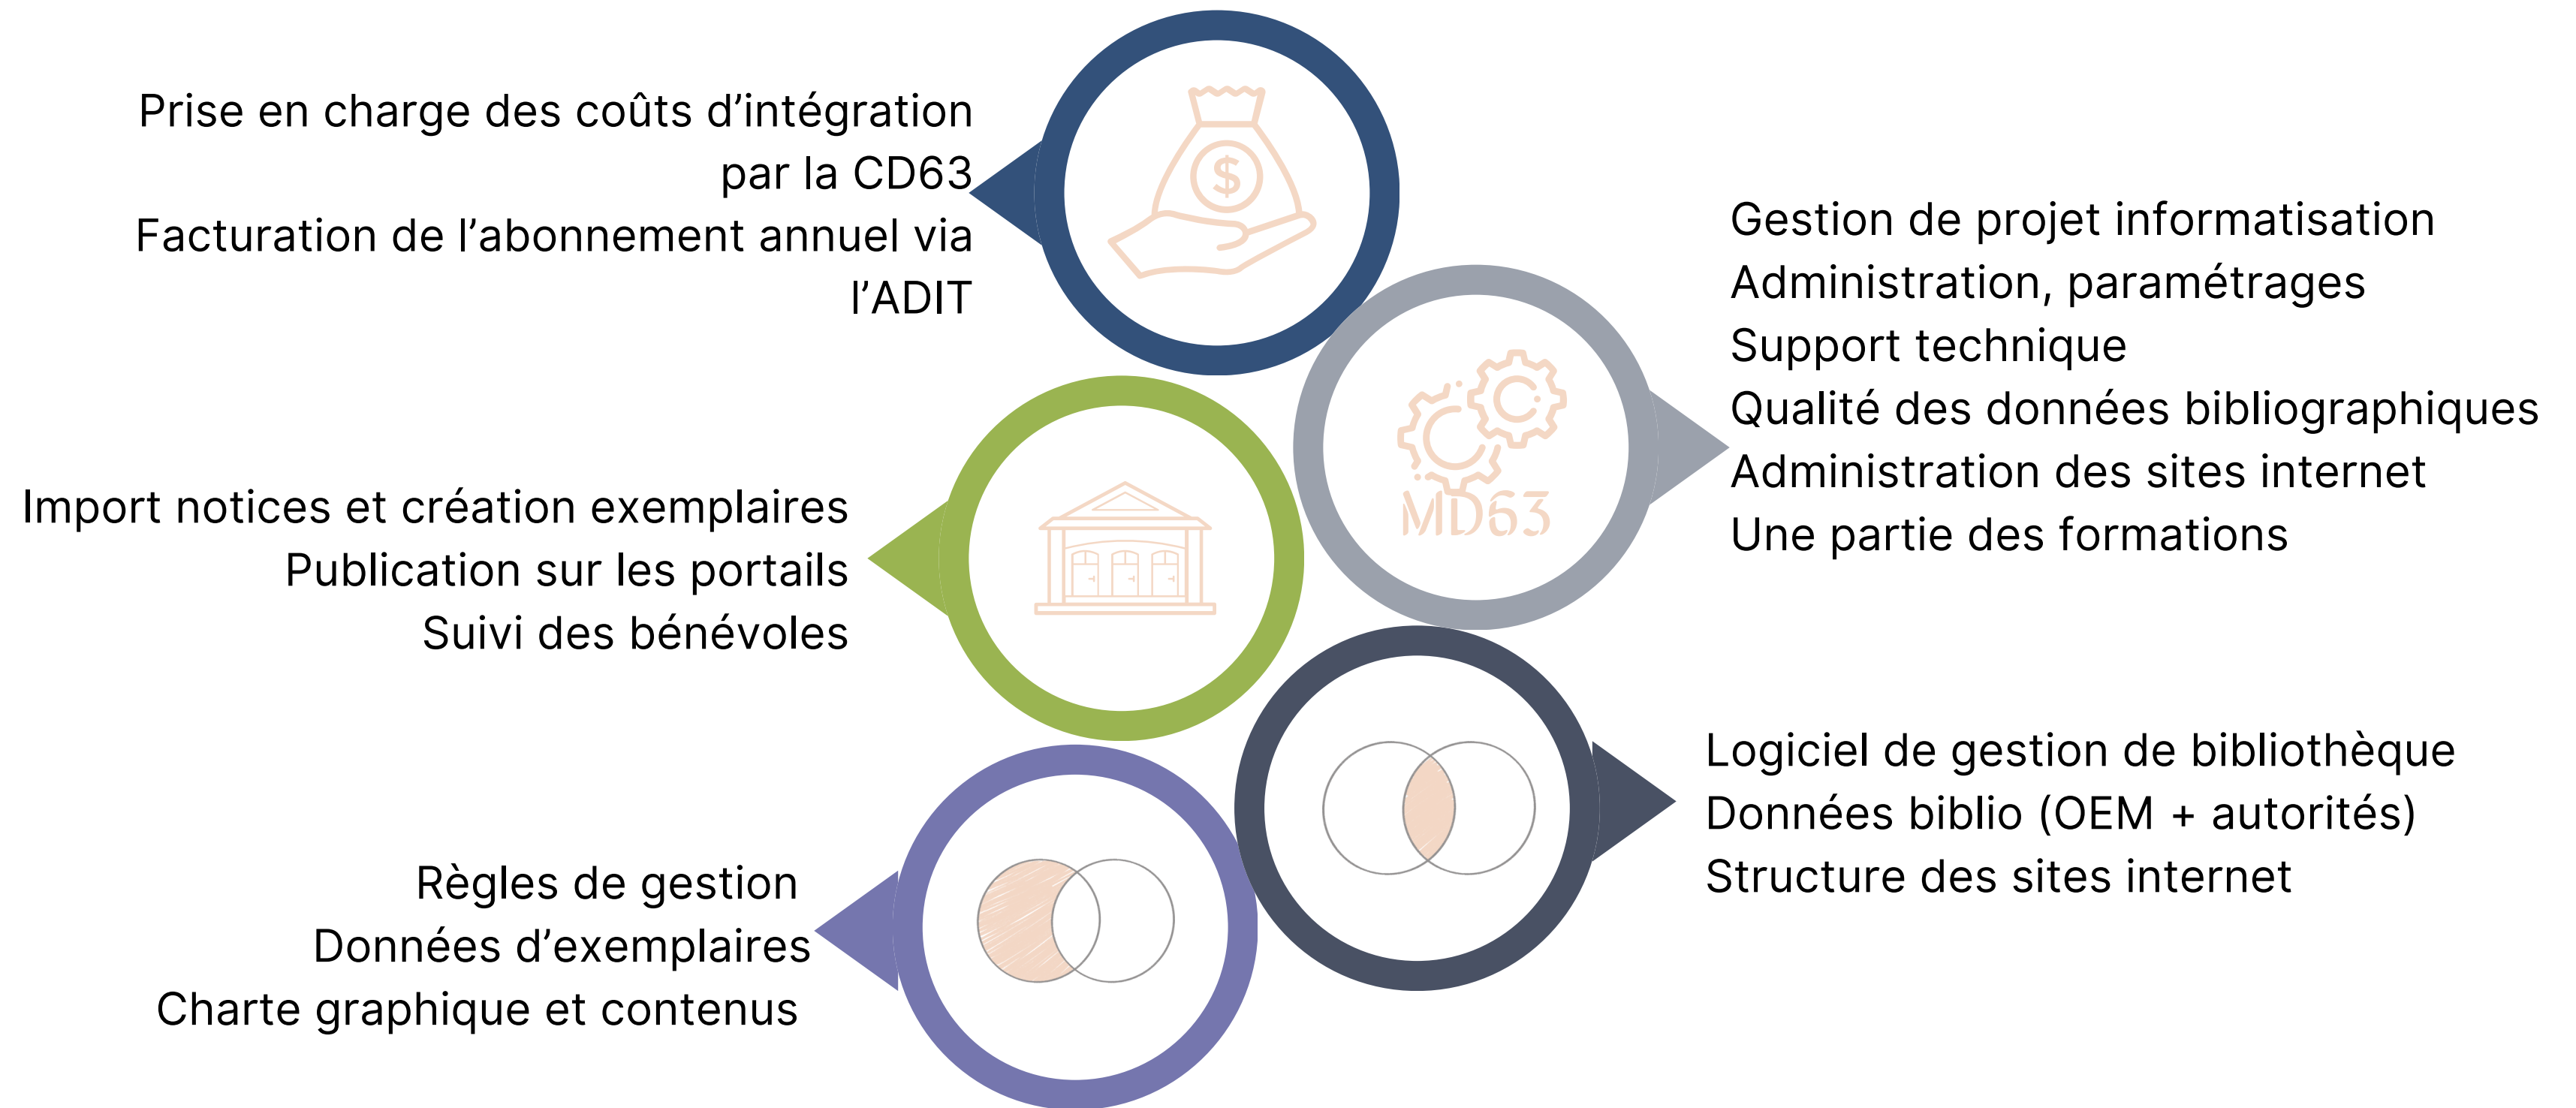 Prise en charge des coûts d’intégration
par la CD63
Facturation de l’abonnement annuel via
l’ADIT
$
Gestion de projet informatisation
Administration, paramétrages
Support technique
Qualité des données bibliographiques
Administration des sites internet
Une partie des formations
MD63
Import notices et création exemplaires
Publication sur les portails
Suivi des bénévoles
Logiciel de gestion de bibliothèque
Données biblio (OEM + autorités)
Structure des sites internet
Règles de gestion
Données d’exemplaires
Charte graphique et contenus